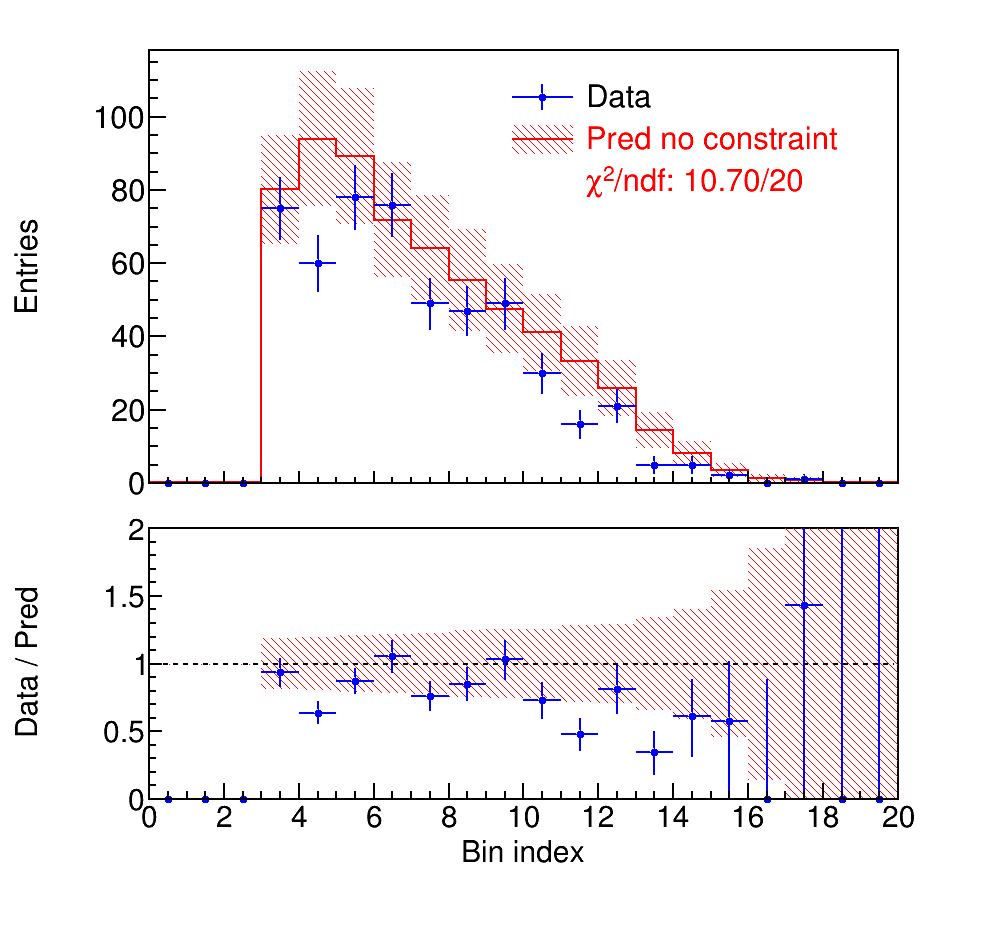 Entries
100
80
60
40
20
0
Data
Pred no constraint
χ²/ndf: 10.70/20
Data / Pred
2
1.5
1
0.5
0
0 2 4 6 8 10 12 14 16 18 20
Bin index